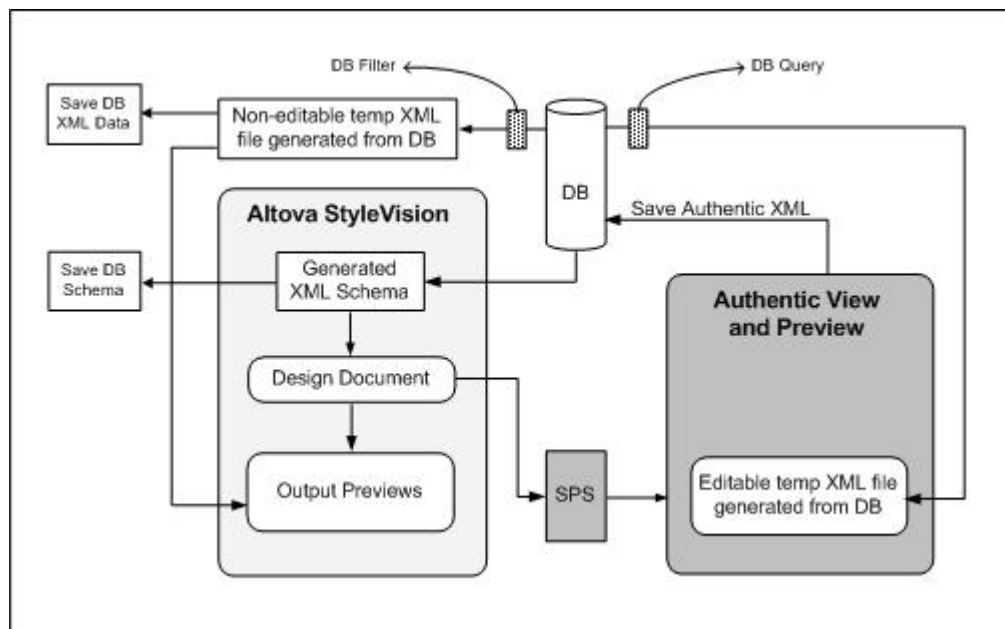 DB Filter
DB Query
Save DB
XML Data
Non-editable temp XML
file generated from DB
DB
Save Authentic XML
Altova StyleVision
Save DB
Schema
Generated
XML Schema
Design Document
Output Previews
SPS
Authentic View
and Preview
Editable temp XML file
generated from DB